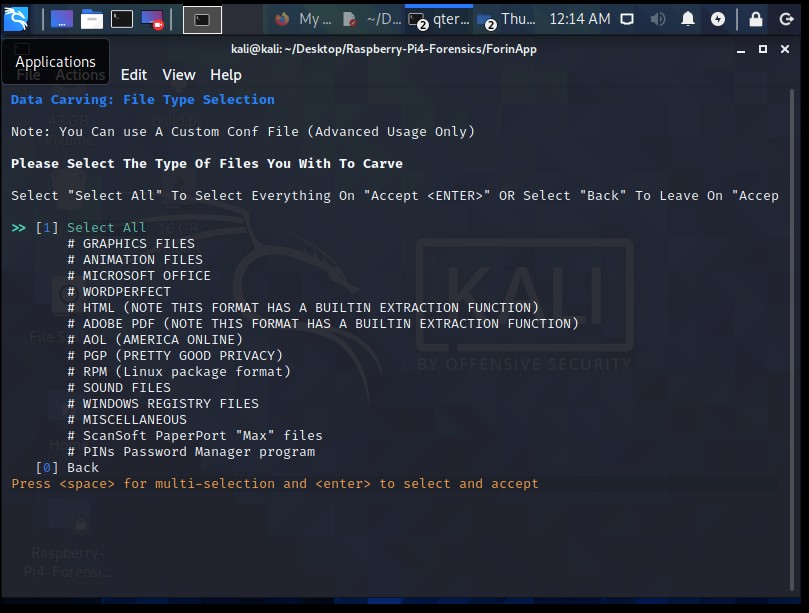 My ... ~/D... qter... 2 2 Thu... 12:14 AM
kali@kali: ~/Desktop/Raspberry-Pi4-Forensics/ForinApp
Applications
File Actions Edit View Help
Data Carving: File Type Selection
Note: You Can use A Custom Conf File (Advanced Usage Only)
Please Select The Type Of Files You With To Carve
Select "Select All" To Select Everything On "Accept <ENTER>" OR Select "Back" To Leave On "Accep
>> [1] Select All
# GRAPHICS FILES
# ANIMATION FILES
# MICROSOFT OFFICE
# WORDPERFECT
# HTML (NOTE THIS FORMAT HAS A BUILTIN EXTRACTION FUNCTION)
# ADOBE PDF (NOTE THIS FORMAT HAS A BUILTIN EXTRACTION FUNCTION)
# AOL (AMERICA ONLINE)
# PGP (PRETTY GOOD PRIVACY)
# RPM (Linux package format)
# SOUND FILES
# WINDOWS REGISTRY FILES
# MISCELLANEOUS
# ScanSoft PaperPort "Max" files
# PINs Password Manager program
[0] Back
Press <space> for multi-selection and <enter> to select and accept
KALI
BY OFFENSIVE SECURITY
Raspberry-
Pi4-Forensi...